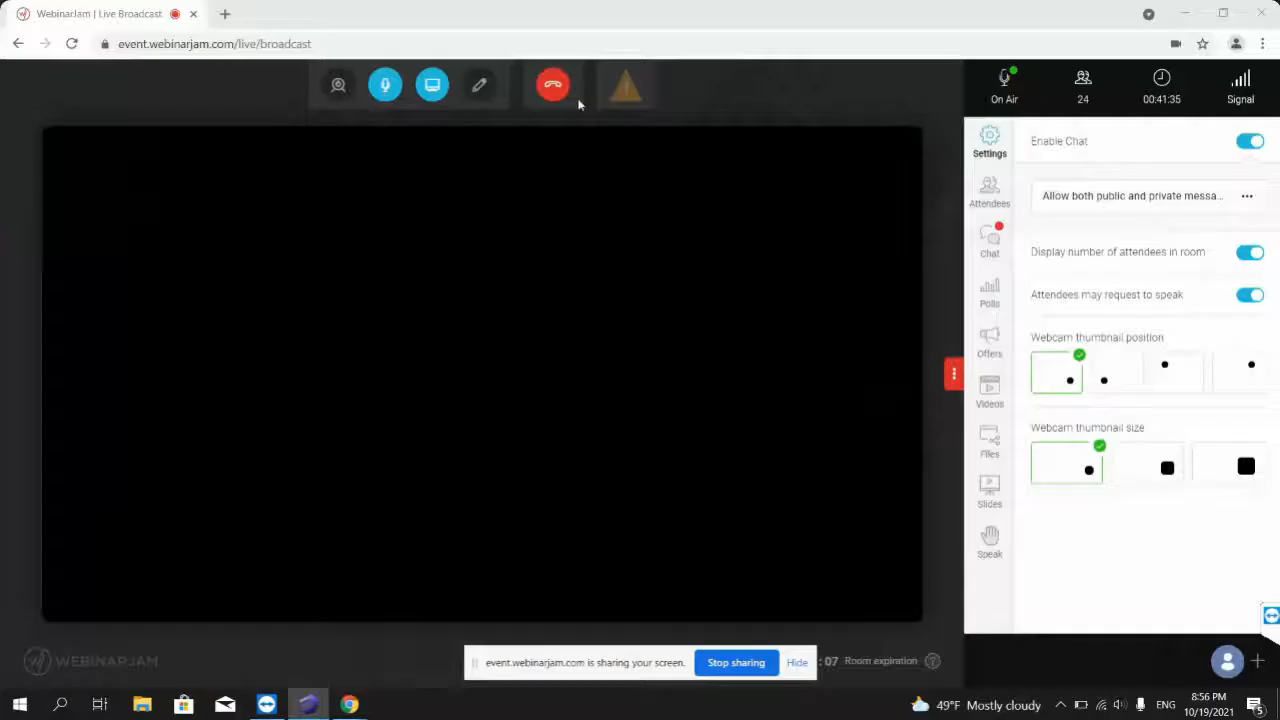 WebinarJam | Live Broadcast
event.webinarjam.com/live/broadcast
On Air
24
00:41:35
Signal
Settings
Enable Chat
Allow both public and private messa...
Attendees
Chat
Display number of attendees in room
Polls
Attendees may request to speak
Offers
Webcam thumbnail position
Videos
Webcam thumbnail size
Files
Slides
Speak
WEBINARJAM
event.webinarjam.com is sharing your screen.
Stop sharing
Hide
: 07
Room expiration
49°F Mostly cloudy
ENG
8:56 PM
10/19/2021
5